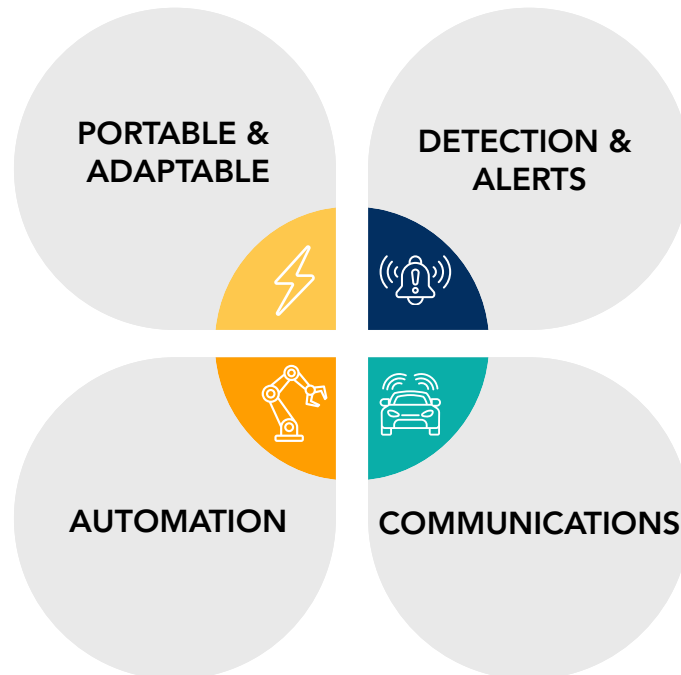 PORTABLE &
ADAPTABLE
DETECTION &
ALERTS
AUTOMATION
COMMUNICATIONS